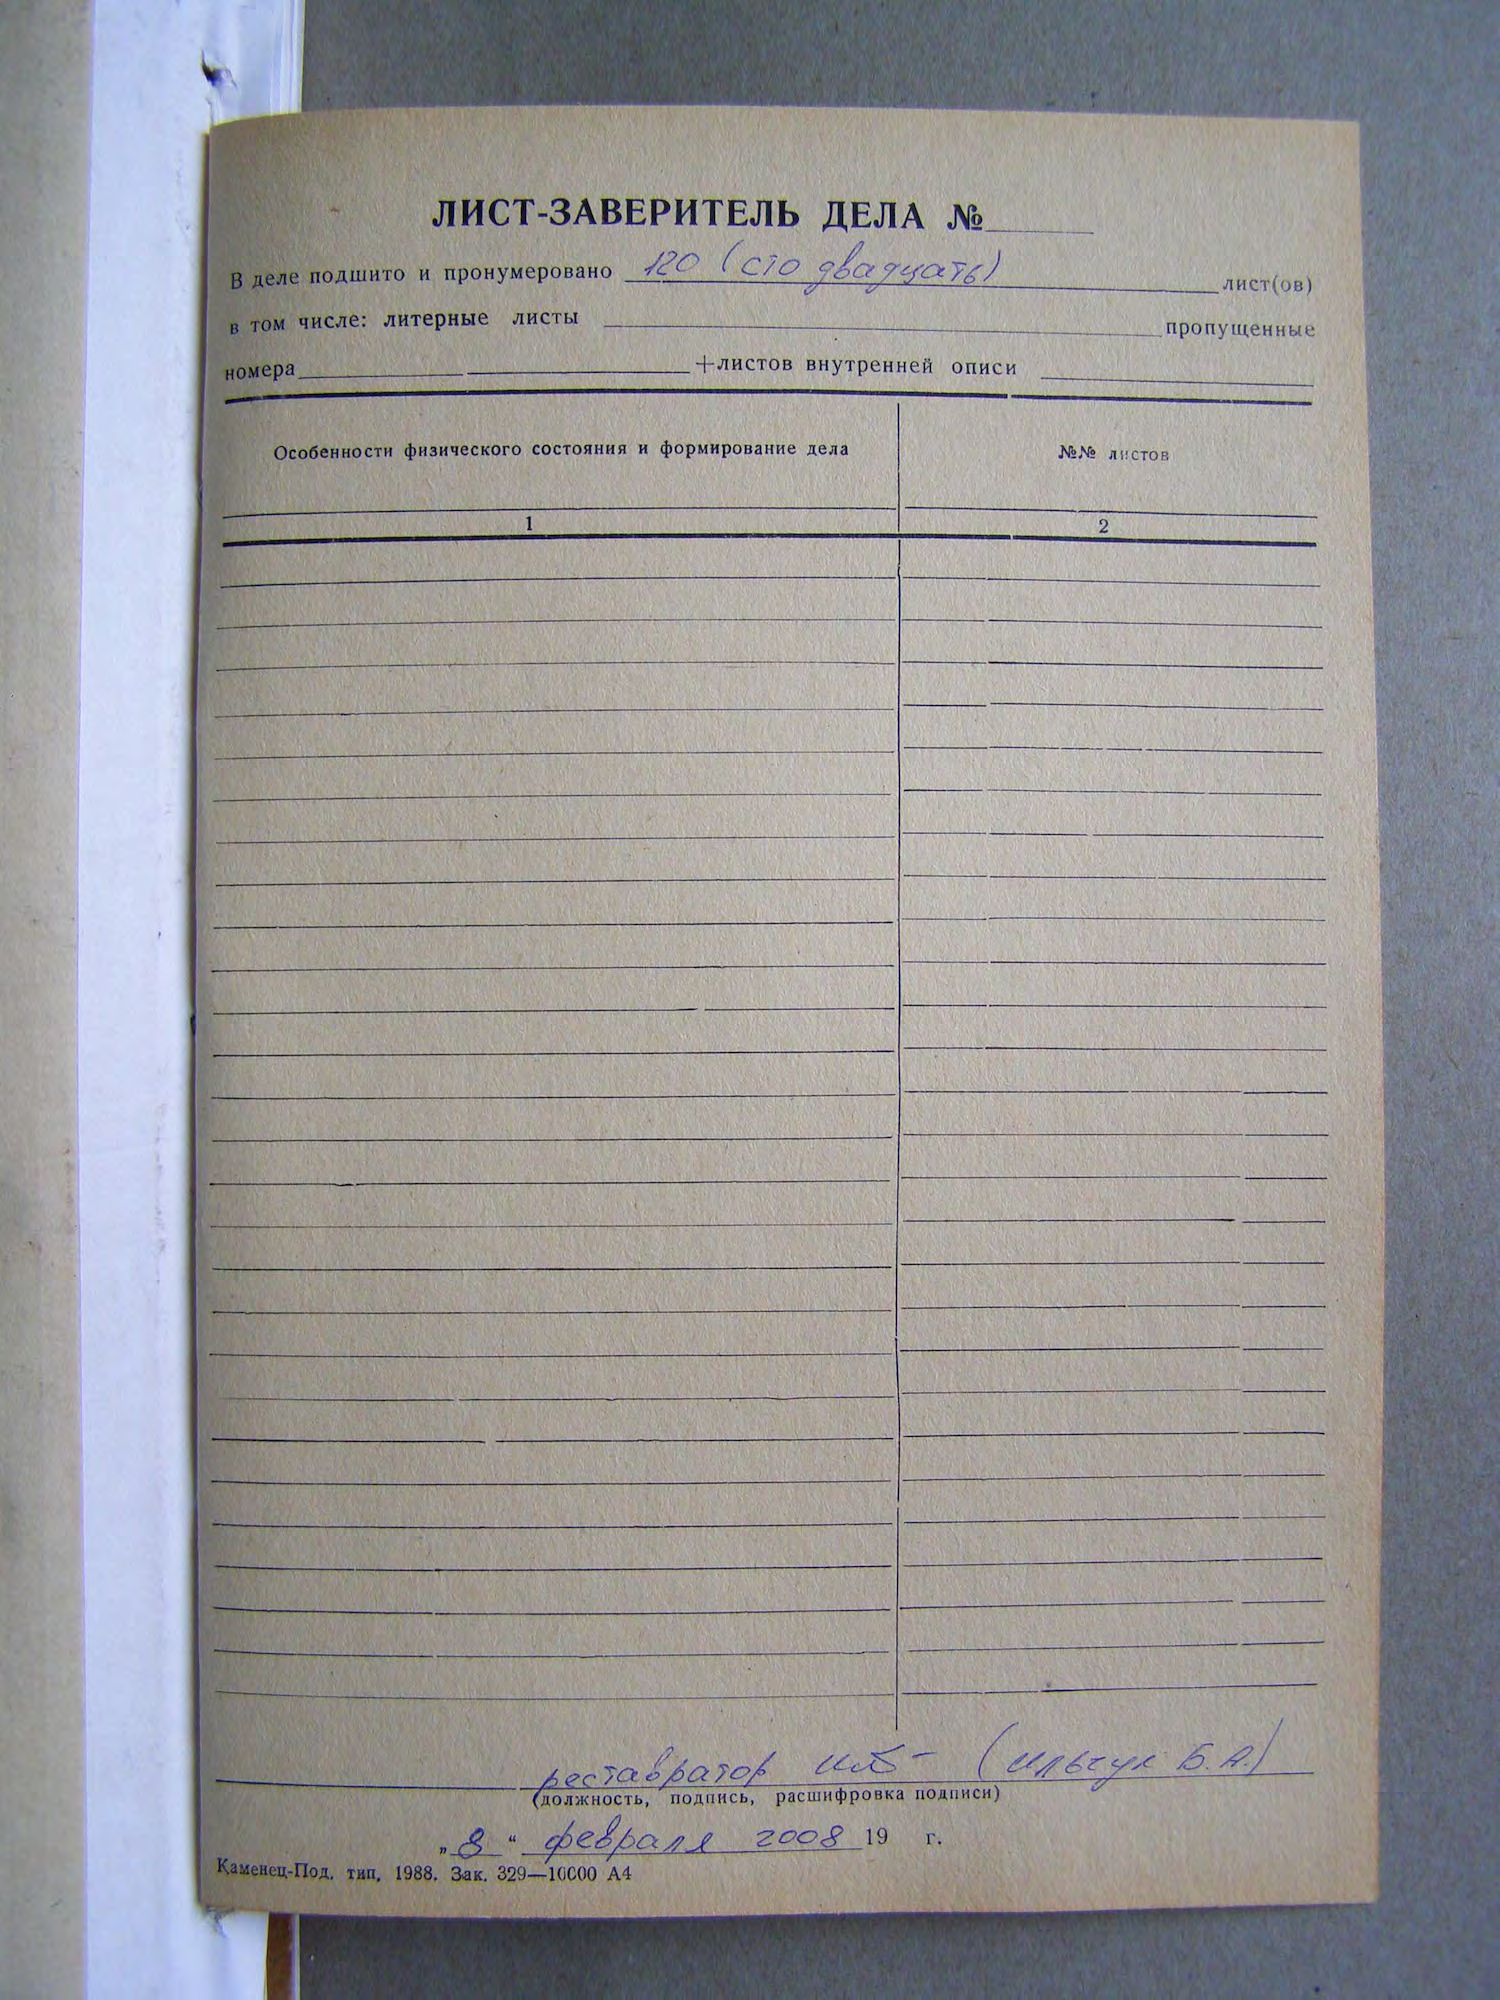 ЛИСТ-ЗАВЕРИТЕЛЬ ДЕЛА №
В деле подшито и пронумеровано 120 (сто двадцать) лист(ов)
в том числе: литерные листы пропущенные
номера +листов внутренней описи
Особенности физического состояния и формирование дела №№ листов
1 2
реставратор (Ильчук Б.А.)
(должность, подпись, расшифровка подписи)
„8“ февраля 2008 19 г.
Каменец-Под. тип. 1988. Зак. 329—10000 А4